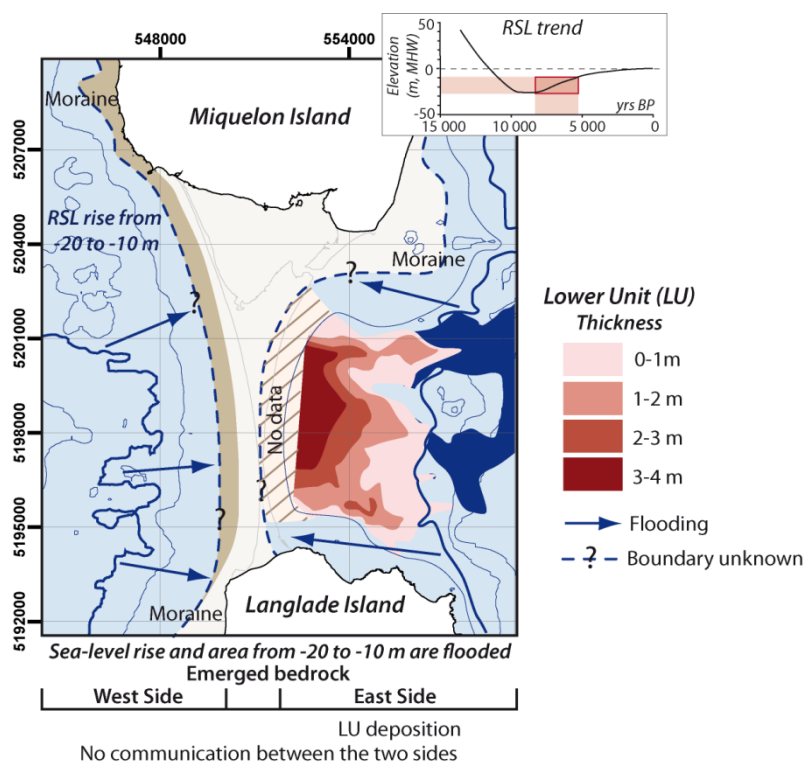 548000
554000
50
0
-50
Elevation
(m, MHW)
RSL trend
yrs BP
15 000
10 000
5 000
0
5207000
5204000
5201000
5198000
5195000
5192000
Moraine
Miquelon Island
RSL rise from
-20 to -10 m
Moraine
?
?
No data
?
?
Moraine
Langlade Island
Lower Unit (LU)
Thickness
0-1m
1-2 m
2-3 m
3-4 m
Flooding
? Boundary unknown
Sea-level rise and area from -20 to -10 m are flooded
Emerged bedrock
West Side
East Side
LU deposition
No communication between the two sides